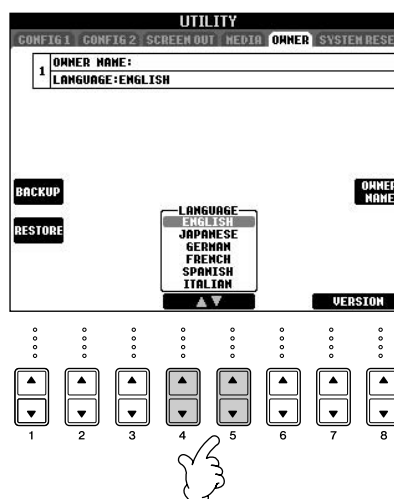 UTILITY
CONFIG 1 CONFIG 2 SCREEN OUT MEDIA OWNER SYSTEM RESE
1 OWNER NAME:
LANGUAGE:ENGLISH
BACKUP
OWNER
NAME
RESTORE
LANGUAGE
ENGLISH
JAPANESE
GERMAN
FRENCH
SPANISH
ITALIAN
VERSION
1 2 3 4 5 6 7 8